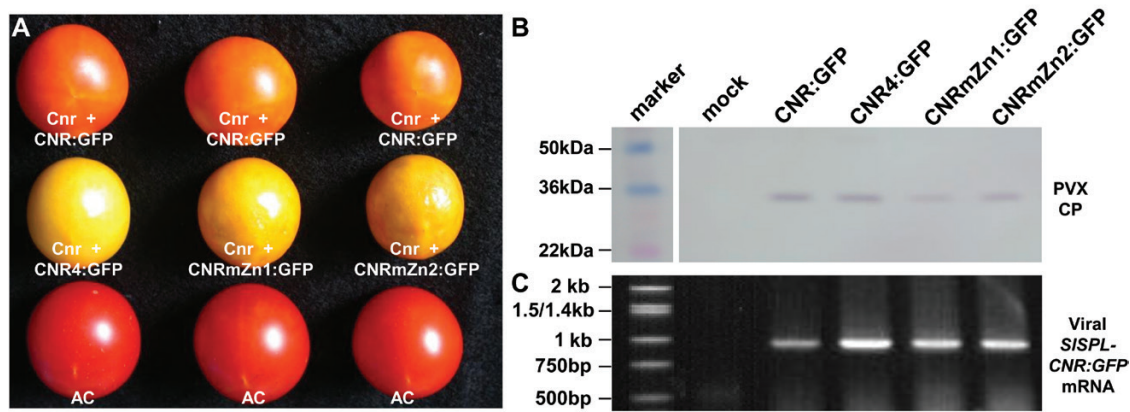 A
Cnr +
CNR:GFP
Cnr +
CNR:GFP
Cnr +
CNR:GFP
Cnr +
CNR4:GFP
Cnr +
CNRmZn1:GFP
Cnr +
CNRmZn2:GFP
AC
AC
AC
B
marker
mock
CNR:GFP
CNR4:GFP
CNRmZn1:GFP
CNRmZn2:GFP
50kDa
36kDa
22kDa
PVX
CP
C
2 kb
1.5/1.4kb
1 kb
750bp
500bp
Viral
SlSPL-
CNR:GFP
mRNA